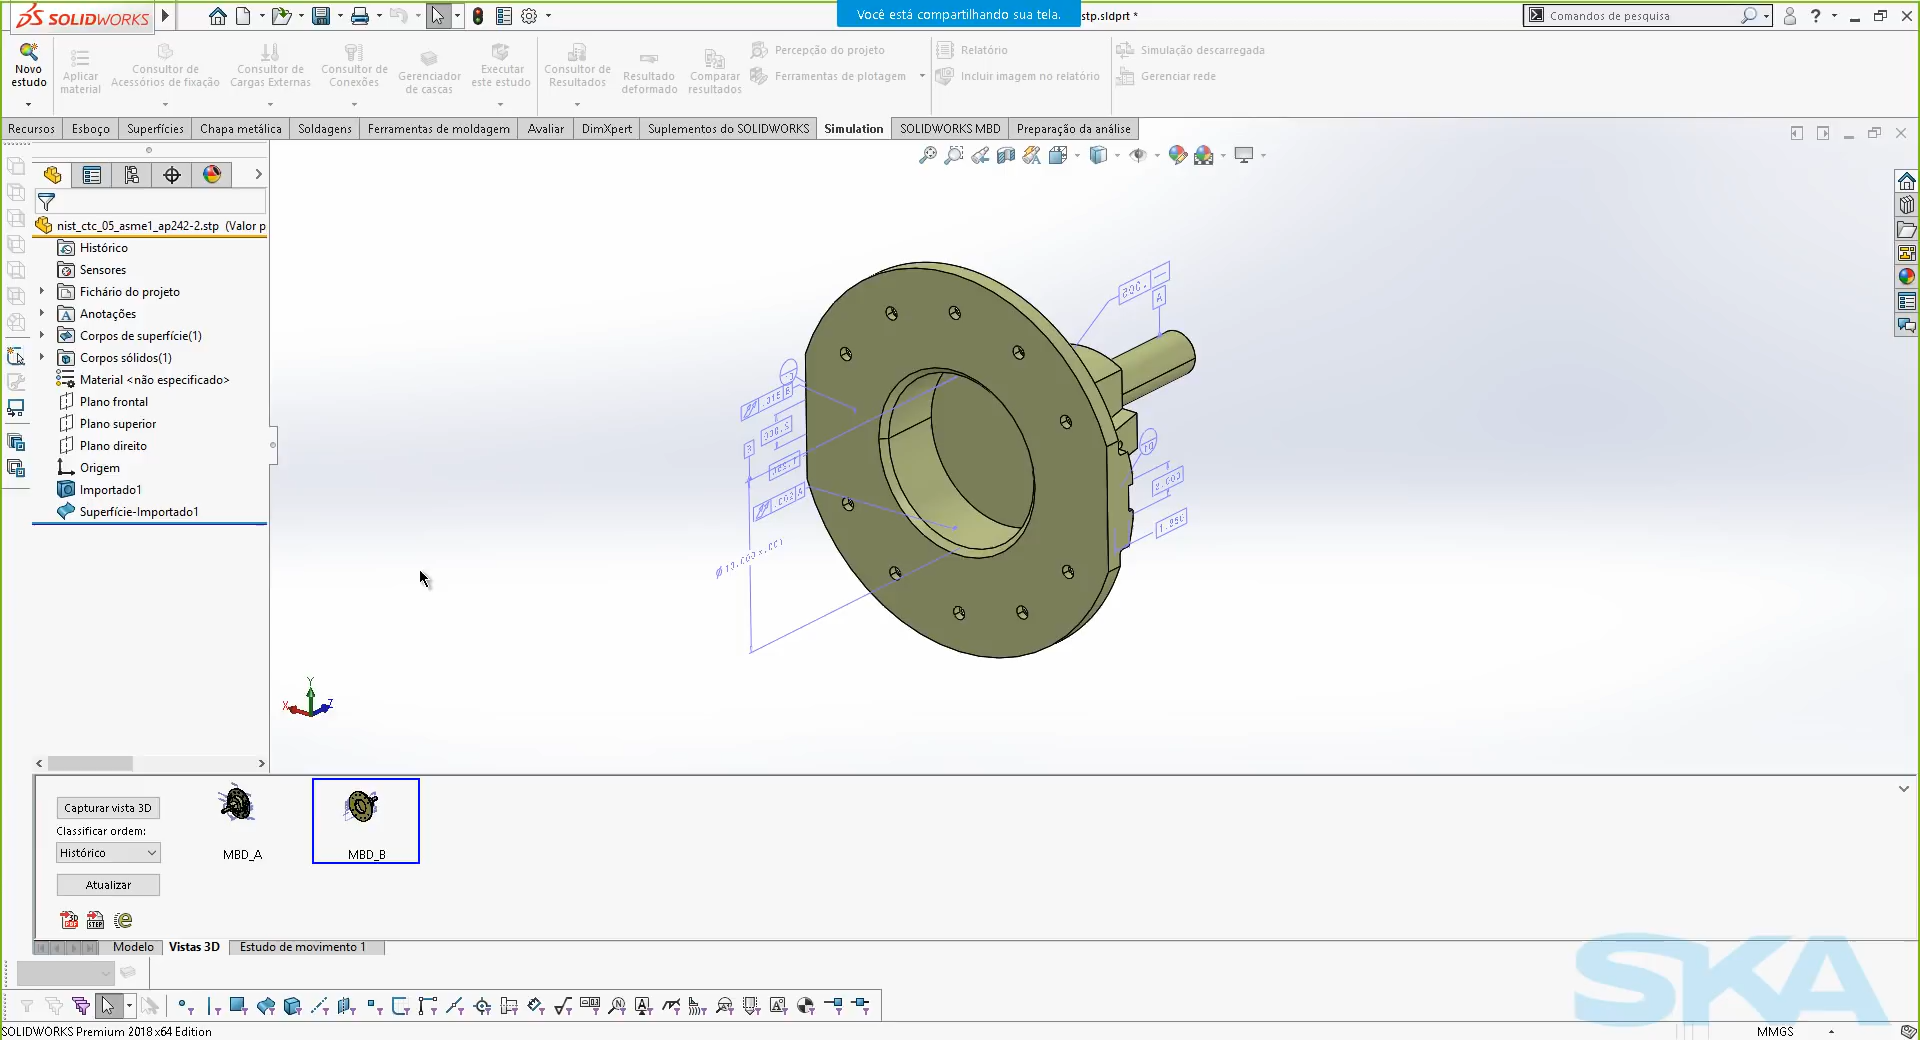 SOLIDWORKS
Você está compartilhando sua tela.
stp.sldprt *
Comandos de pesquisa
Novo estudo
Aplicar material
Consultor de Acessórios de fixação
Consultor de Cargas Externas
Consultor de Conexões
Gerenciador de cascas
Executar este estudo
Consultor de Resultados
Resultado deformado
Comparar resultados
Percepção do projeto
Ferramentas de plotagem
Relatório
Incluir imagem no relatório
Simulação descarregada
Gerenciar rede
Recursos
Esboço
Superfícies
Chapa metálica
Soldagens
Ferramentas de moldagem
Avaliar
DimXpert
Suplementos do SOLIDWORKS
Simulation
SOLIDWORKS MBD
Preparação da análise
nist_ctc_05_asme1_ap242-2.stp (Valor p
Histórico
Sensores
Fichário do projeto
Anotações
Corpos de superfície(1)
Corpos sólidos(1)
Material <não especificado>
Plano frontal
Plano superior
Plano direito
Origem
Importado1
Superfície-Importado1
A
.015 B
.002 A
2.000
Y
X
Z
Capturar vista 3D
Classificar ordem:
Histórico
Atualizar
MBD_A
MBD_B
Modelo
Vistas 3D
Estudo de movimento 1
SKA
SOLIDWORKS Premium 2018 x64 Edition
MMGS